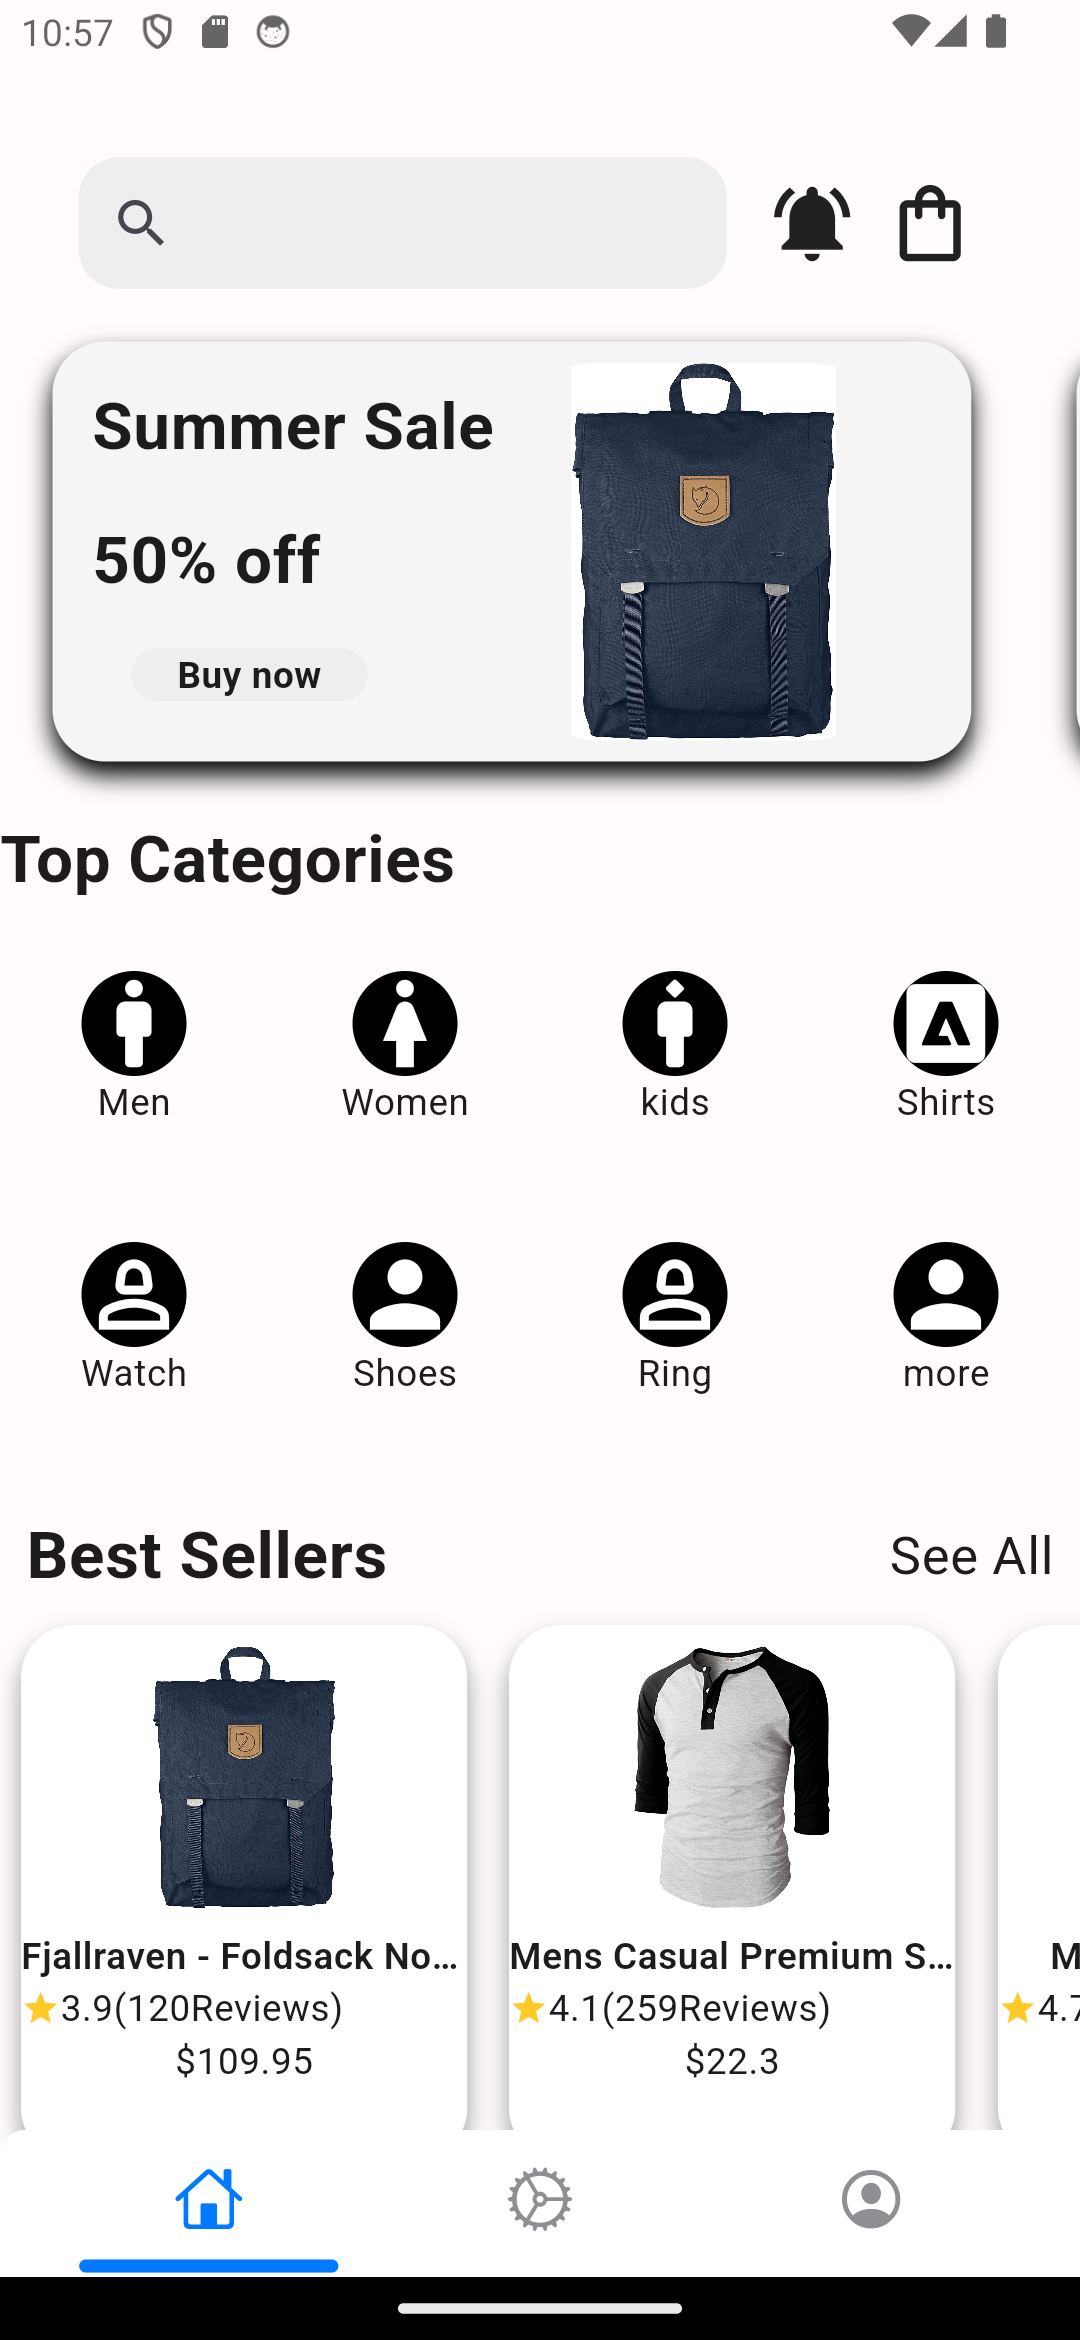 10:57
Summer Sale
50% off
Buy now
Top Categories
Men Women kids Shirts
Watch Shoes Ring more
Best Sellers See All
Fjallraven - Foldsack No... Mens Casual Premium S... M
3.9(120Reviews) 4.1(259Reviews) 4.7
$109.95 $22.3